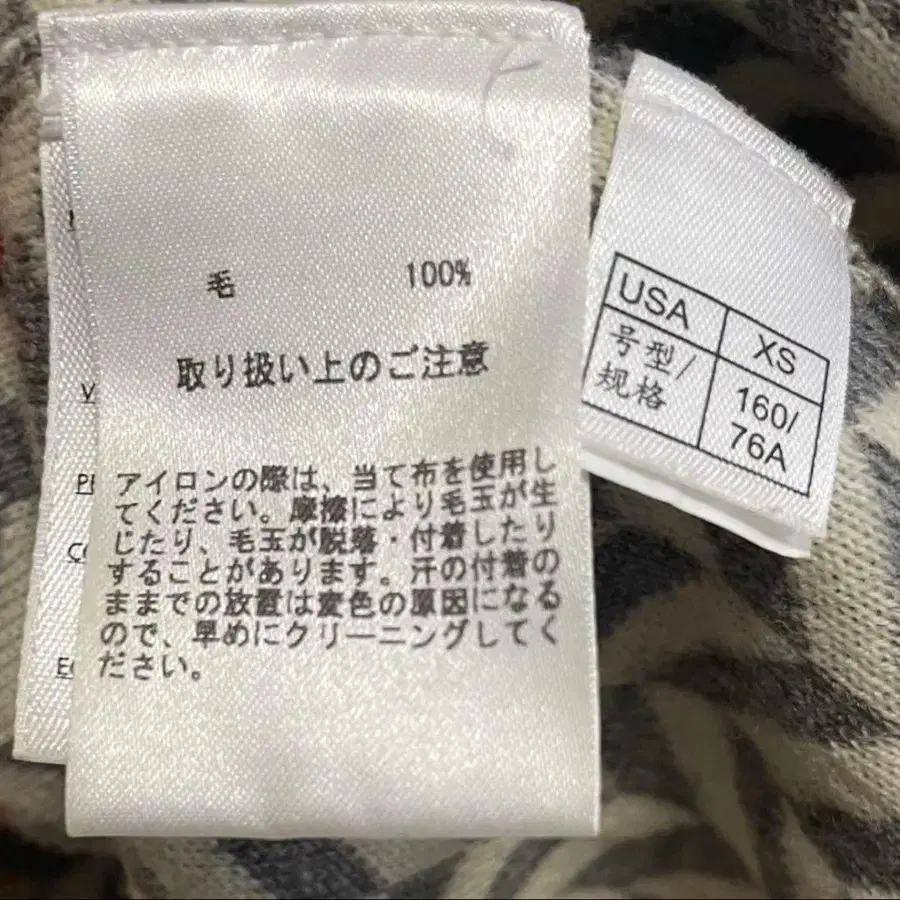 毛 100%
取り扱い上のご注意
アイロンの際は、当て布を使用し
てください。摩擦により毛玉が生
じたり、毛玉が脱落・付着したり
することがあります。汗の付着の
ままでの放置は変色の原因になる
ので、早めにクリーニングしてく
ださい。
USA XS
号型/ 160/
规格 76A